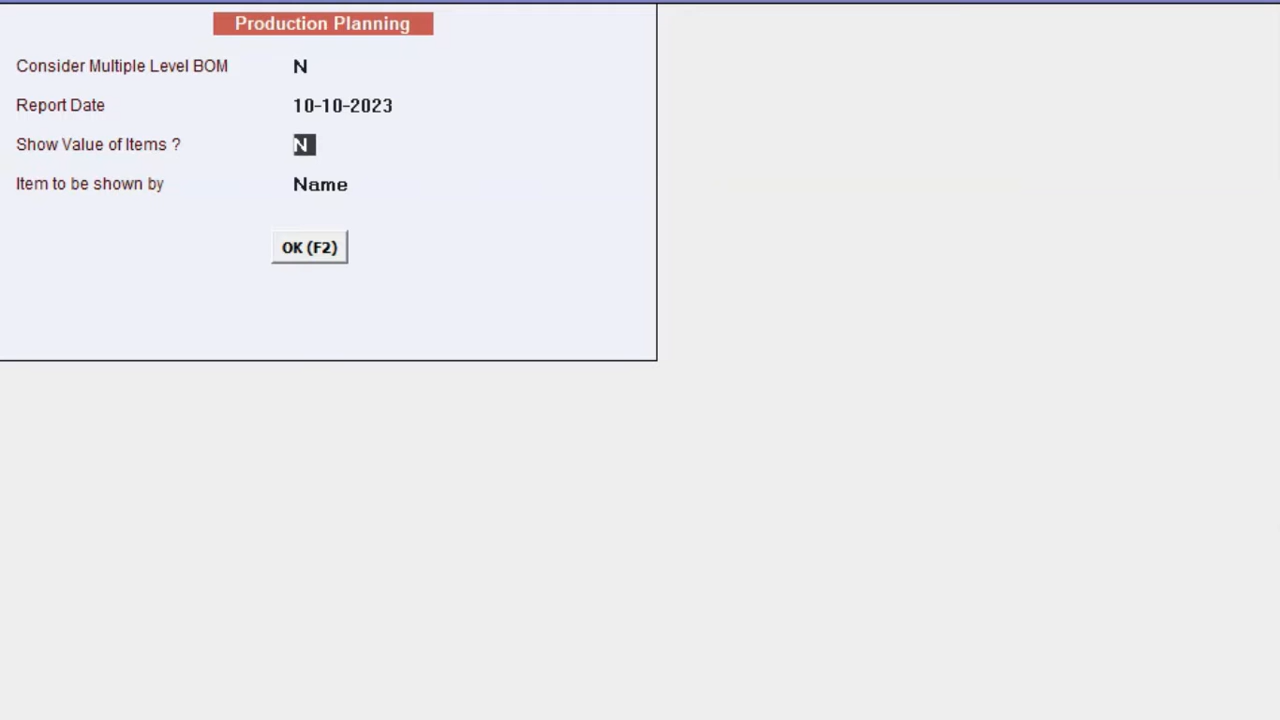 Production Planning
Consider Multiple Level BOM N
Report Date 10-10-2023
Show Value of Items ? N
Item to be shown by Name
OK (F2)